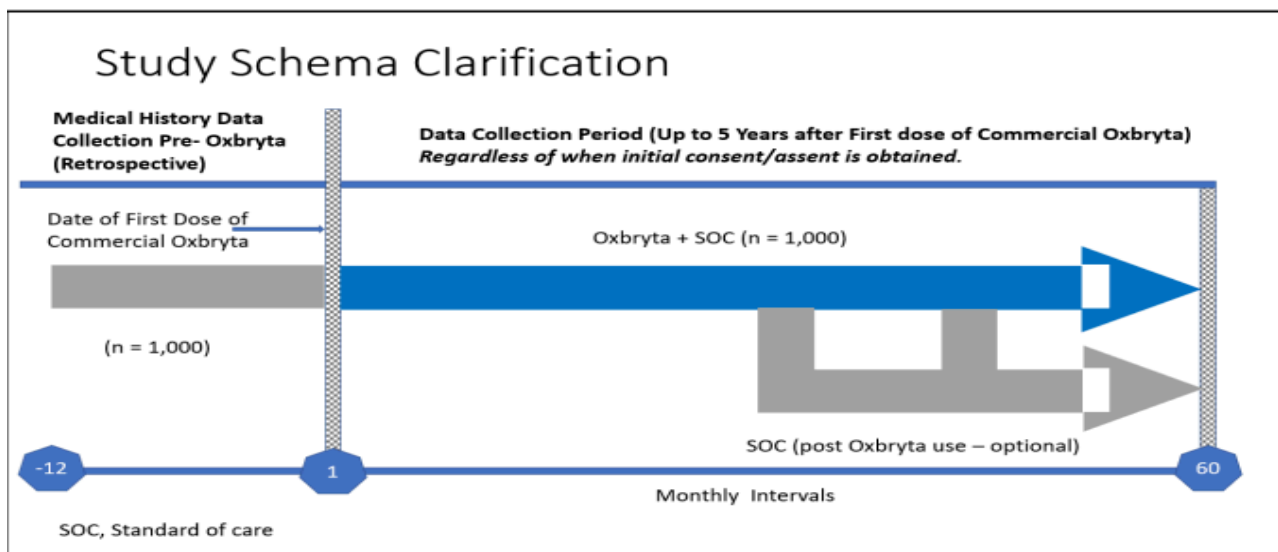 Study Schema Clarification
Medical History Data
Collection Pre- Oxbryta
(Retrospective)
Data Collection Period (Up to 5 Years after First dose of Commercial Oxbryta)
Regardless of when initial consent/assent is obtained.
Date of First Dose of
Commercial Oxbryta
Oxbryta + SOC (n = 1,000)
(n = 1,000)
SOC (post Oxbryta use – optional)
-12
1
60
Monthly Intervals
SOC, Standard of care